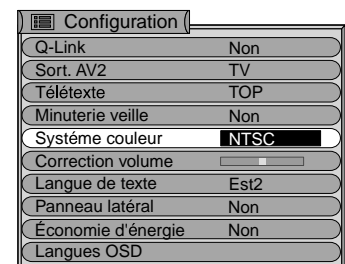 Configuration
Q-Link Non
Sort. AV2 TV
Télétexte TOP
Minuterie veille Non
Systéme couleur NTSC
Correction volume
Langue de texte Est2
Panneau latéral Non
Économie d'énergie Non
Langues OSD